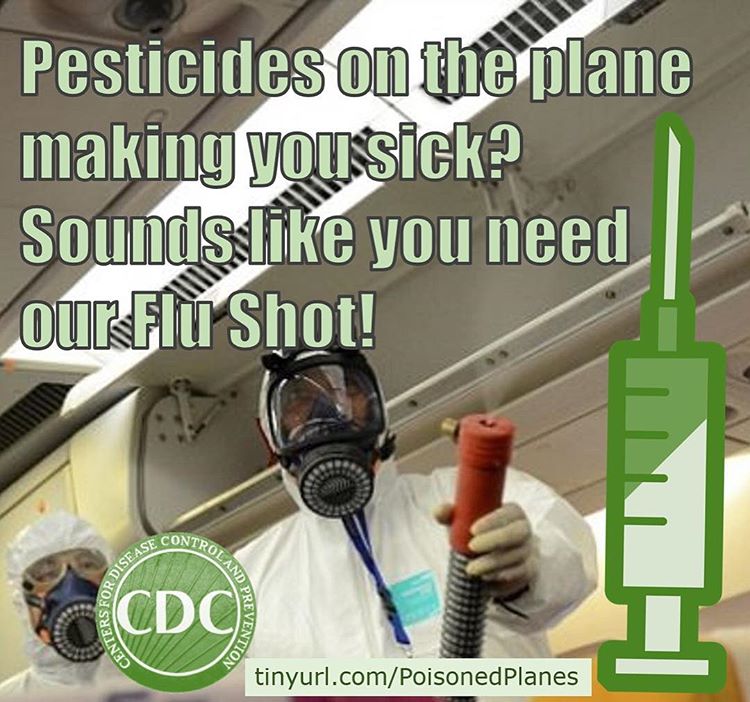 Pesticides on the plane
making you sick?
Sounds like you need
our Flu Shot!
CENTERS FOR DISEASE CONTROL AND PREVENTION
CDC
tinyurl.com/PoisonedPlanes